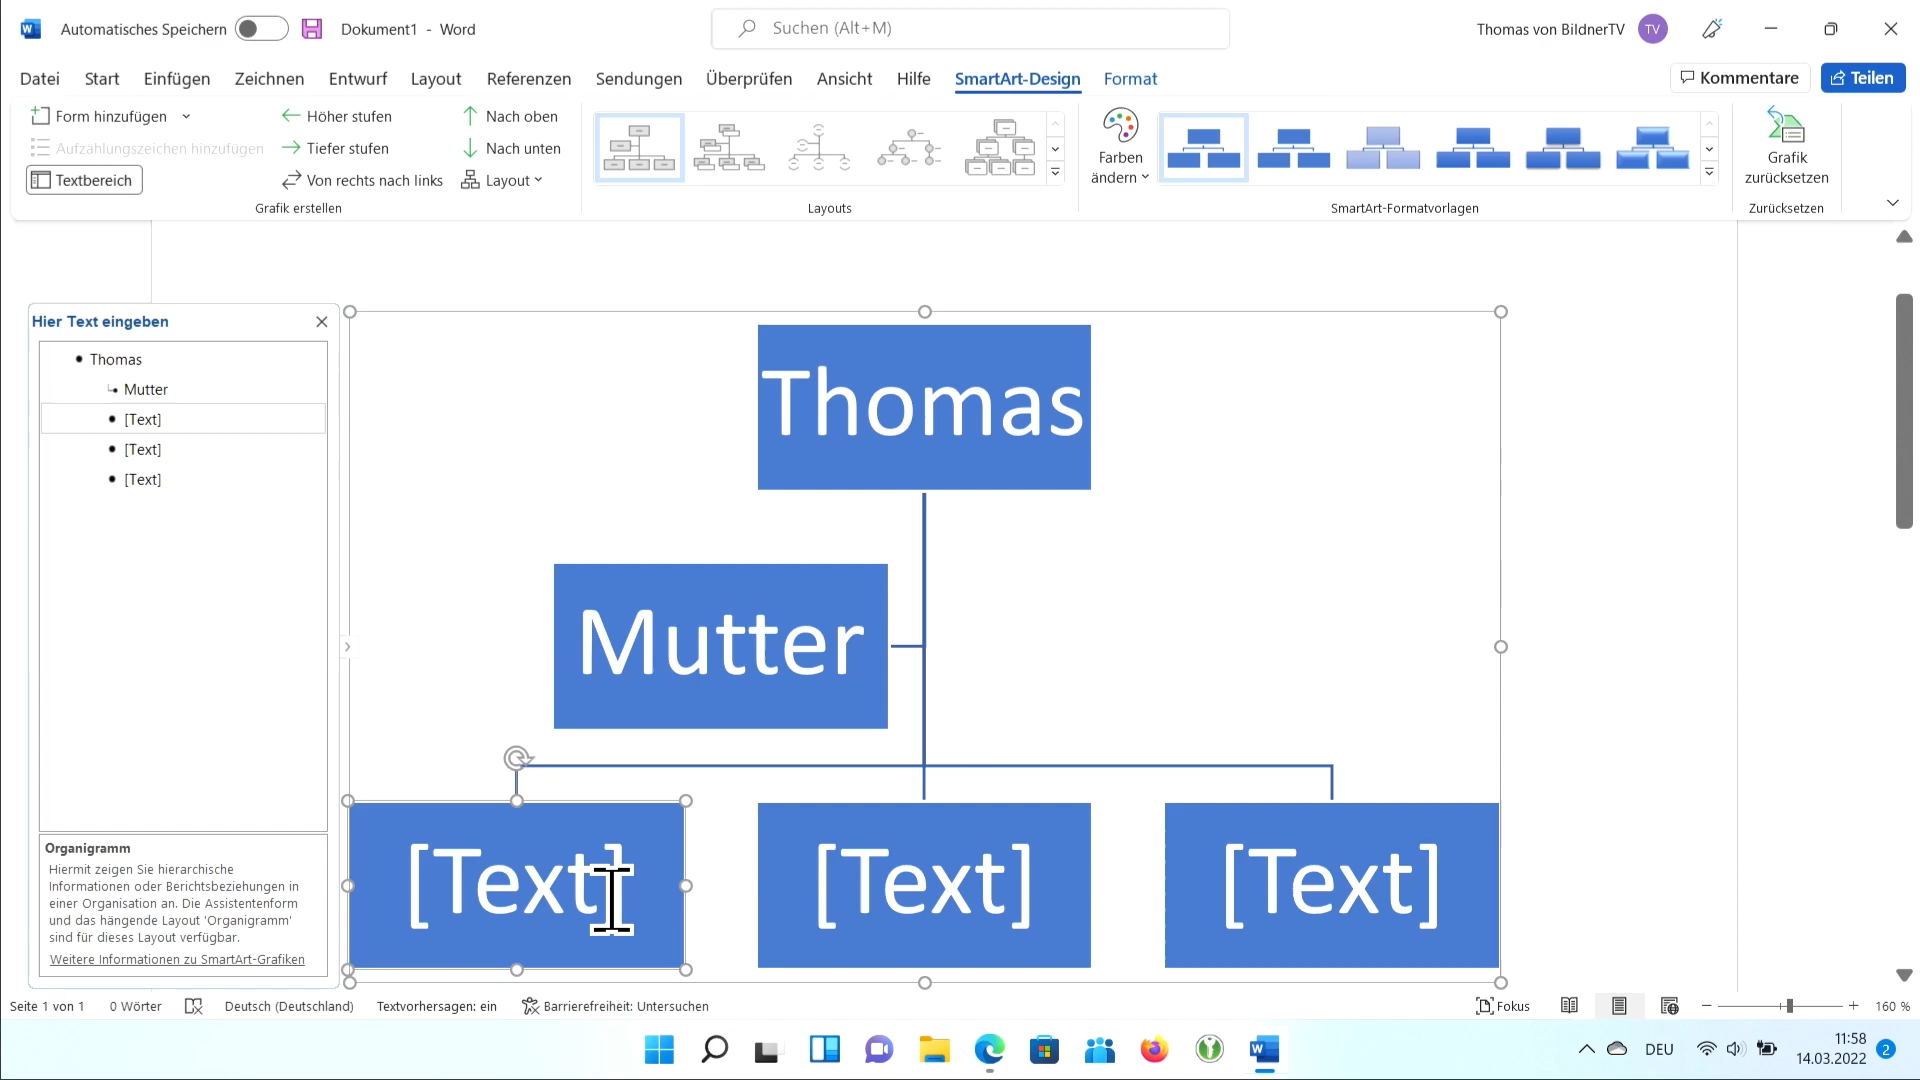 Automatisches Speichern
Dokument1 - Word
Suchen (Alt+M)
Thomas von BildnerTV
TV
Datei
Start
Einfügen
Zeichnen
Entwurf
Layout
Referenzen
Sendungen
Überprüfen
Ansicht
Hilfe
SmartArt-Design
Format
Kommentare
Teilen
Form hinzufügen
Aufzählungszeichen hinzufügen
Textbereich
Höher stufen
Tiefer stufen
Von rechts nach links
Nach oben
Nach unten
Layout
Grafik erstellen
Layouts
Farben
ändern
SmartArt-Formatvorlagen
Grafik
zurücksetzen
Zurücksetzen
Hier Text eingeben
Thomas
Mutter
[Text]
[Text]
[Text]
Organigramm
Hiermit zeigen Sie hierarchische
Informationen oder Berichtsbeziehungen in
einer Organisation an. Die Assistentenform
und das hängende Layout 'Organigramm'
sind für dieses Layout verfügbar.
Weitere Informationen zu SmartArt-Grafiken
Thomas
Mutter
[Text]
[Text]
[Text]
Seite 1 von 1
0 Wörter
Deutsch (Deutschland)
Textvorhersagen: ein
Barrierefreiheit: Untersuchen
Fokus
160 %
DEU
11:58
14.03.2022
2